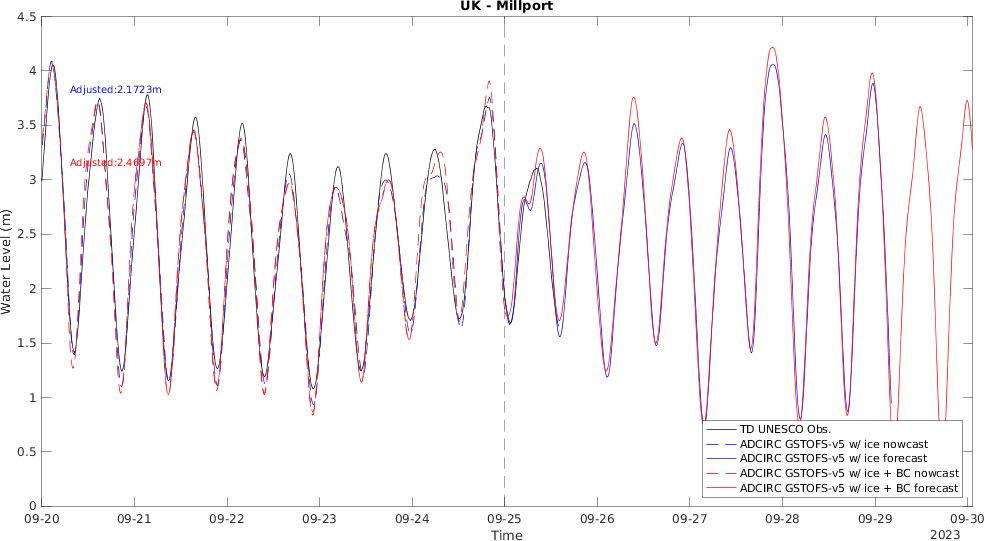 UK - Millport
4.5
4
3.5
3
2.5
2
1.5
1
0.5
0
Water Level (m)
Adjusted:2.1723m
Adjusted:2.4697m
TD UNESCO Obs.
ADCIRC GSTOFS-v5 w/ ice nowcast
ADCIRC GSTOFS-v5 w/ ice forecast
ADCIRC GSTOFS-v5 w/ ice + BC nowcast
ADCIRC GSTOFS-v5 w/ ice + BC forecast
09-20 09-21 09-22 09-23 09-24 09-25 09-26 09-27 09-28 09-29 09-30
Time
2023